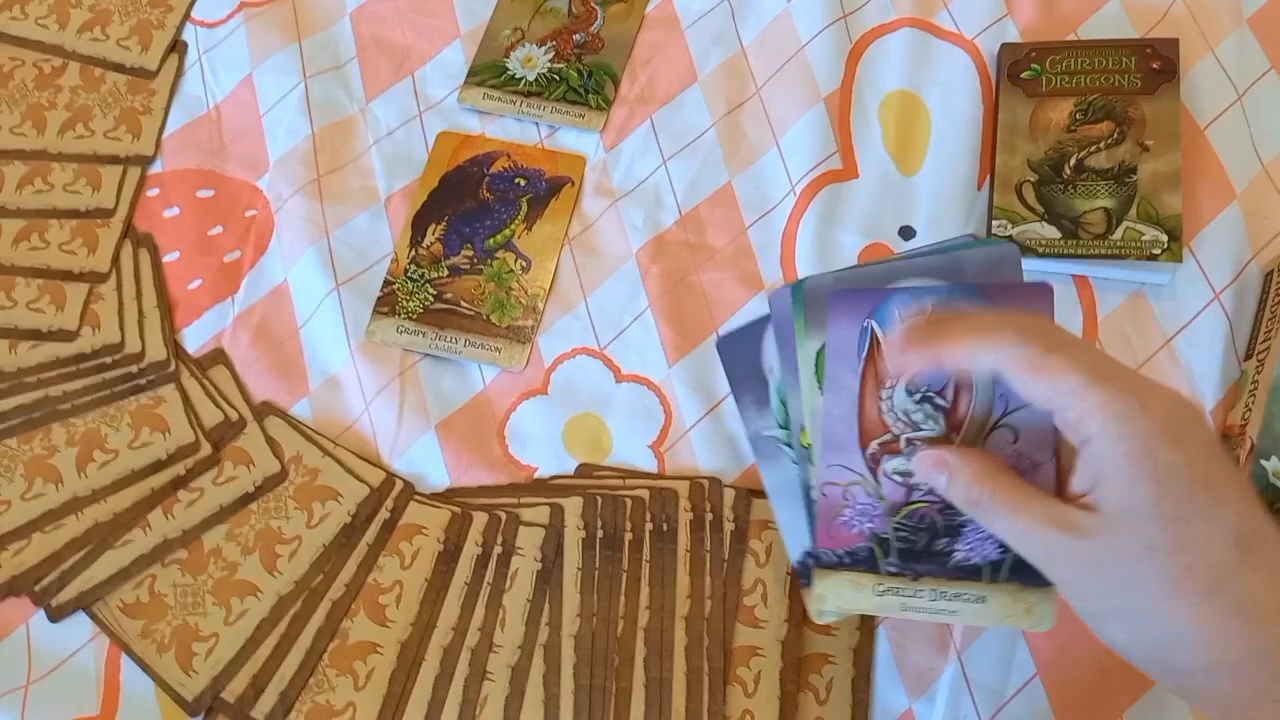 DRAGON FRUIT DRAGON
Defense
GARDEN
DRAGONS
ARTWORK BY STANLEY MORRISON
WRITTEN BY ARWEN LYNCH
GRAPE JELLY DRAGON
Childlike
GARLIC DRAGON
Boundaries